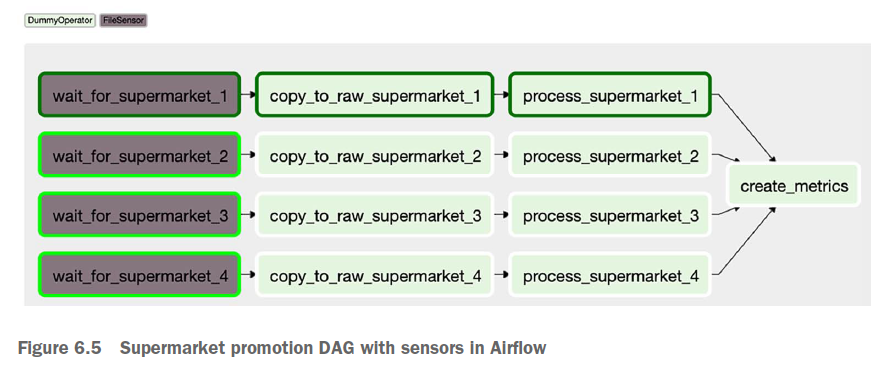 DummyOperator FileSensor
wait_for_supermarket_1 copy_to_raw_supermarket_1 process_supermarket_1
wait_for_supermarket_2 copy_to_raw_supermarket_2 process_supermarket_2
create_metrics
wait_for_supermarket_3 copy_to_raw_supermarket_3 process_supermarket_3
wait_for_supermarket_4 copy_to_raw_supermarket_4 process_supermarket_4
Figure 6.5 Supermarket promotion DAG with sensors in Airflow